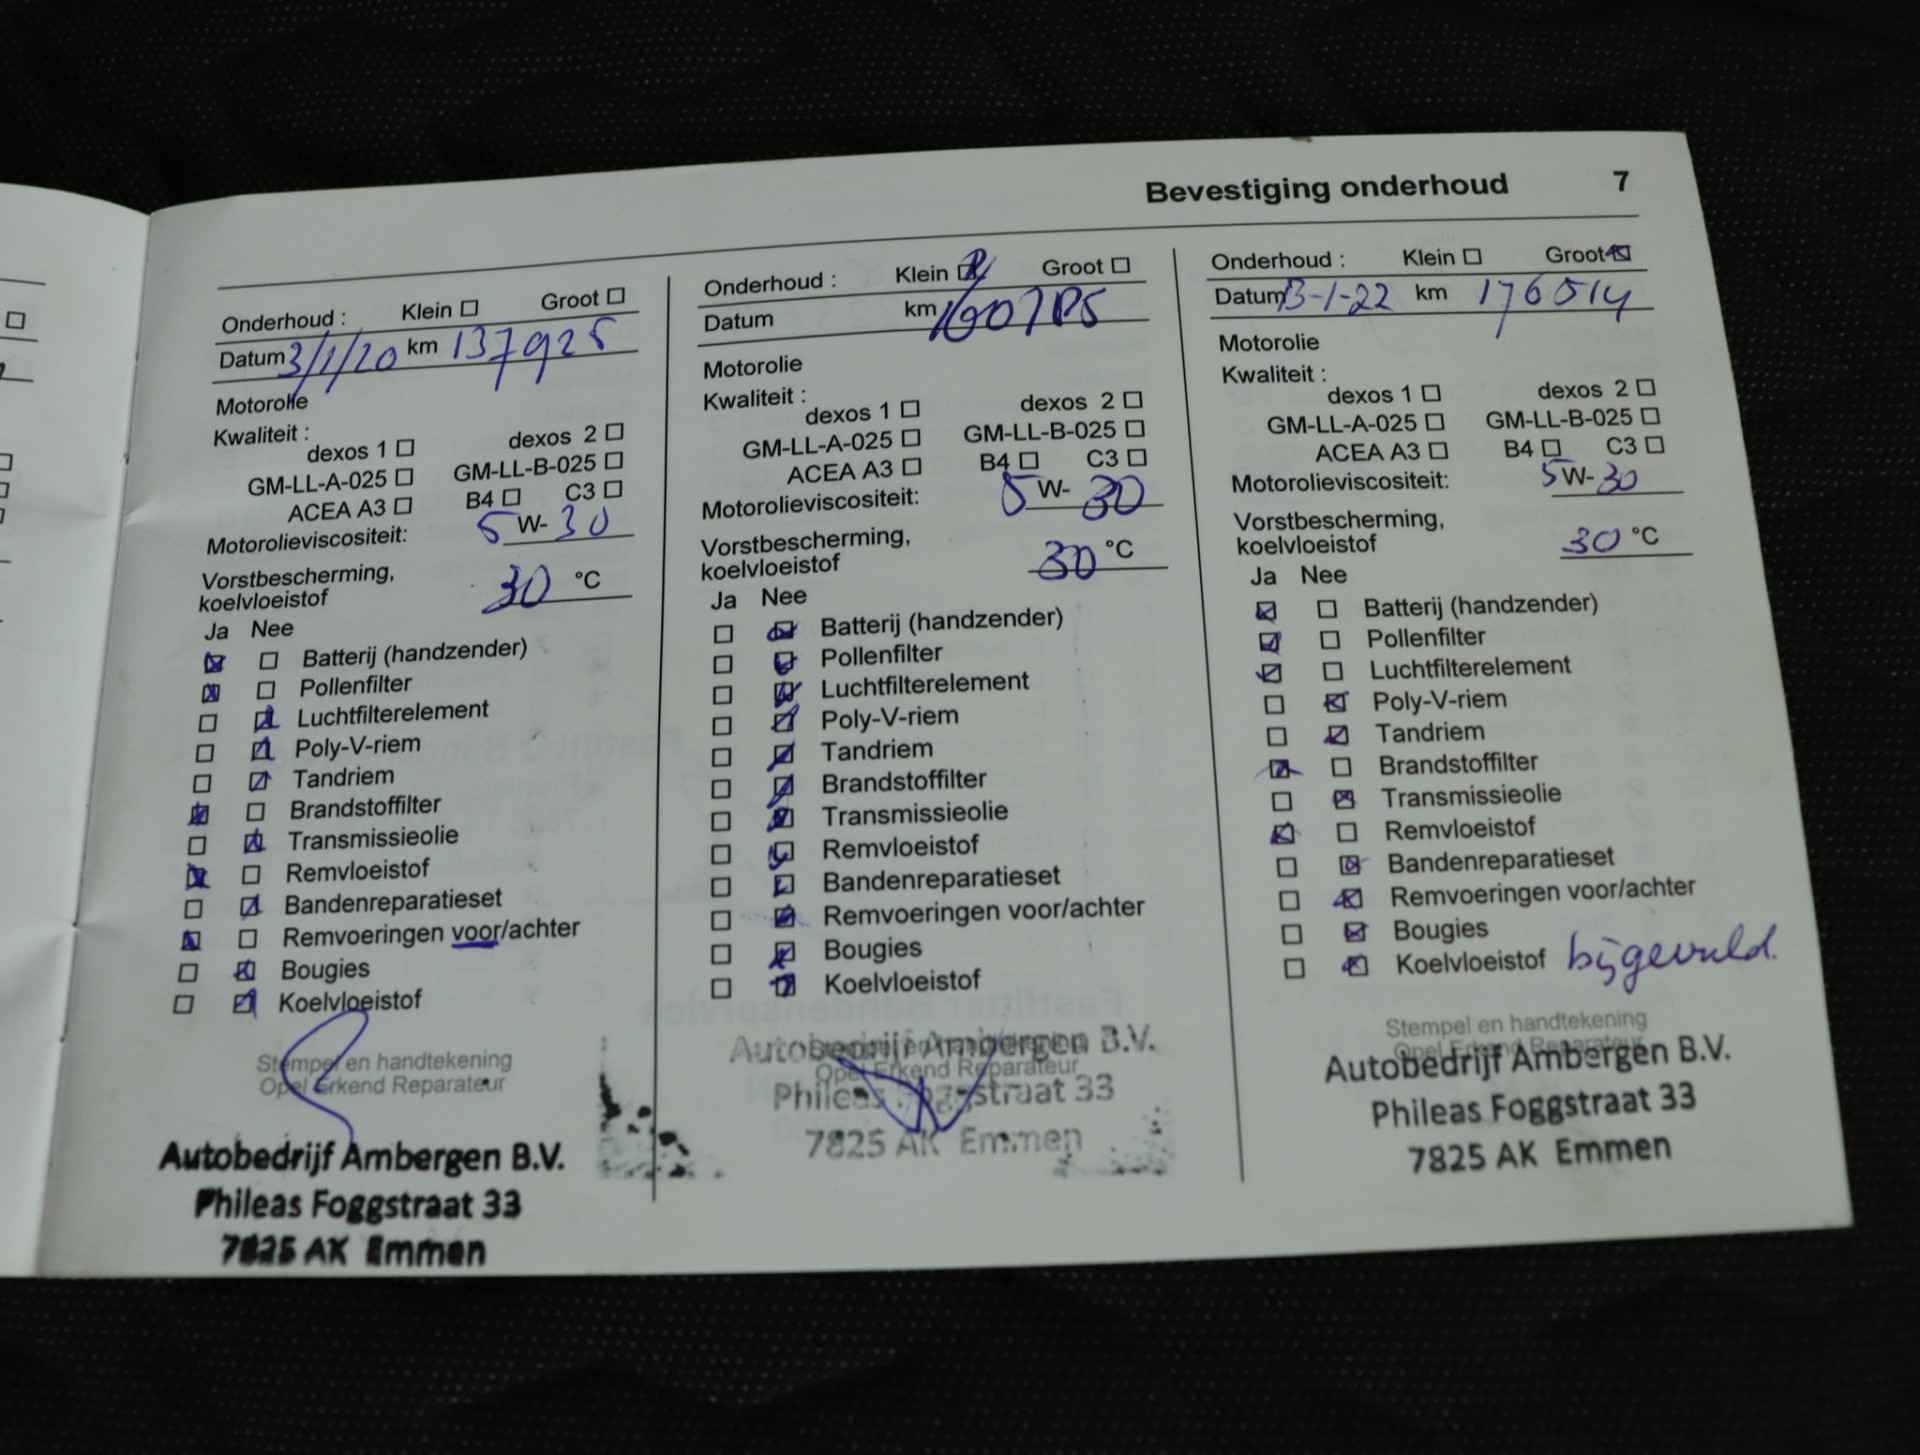 Bevestiging onderhoud 7
Onderhoud : Klein Groot
Datum 3/1/20 km 137925
Motorolie
Kwaliteit :
dexos 1 dexos 2
GM-LL-A-025 GM-LL-B-025
ACEA A3 B4 C3
Motorolieviscositeit: 5 W- 30
Vorstbescherming,
koelvloeistof 30 °C
Ja Nee
Batterij (handzender)
Pollenfilter
Luchtfilterelement
Poly-V-riem
Tandriem
Brandstoffilter
Transmissieolie
Remvloeistof
Bandenreparatieset
Remvoeringen voor/achter
Bougies
Koelvloeistof
Stempel en handtekening
Opel Erkend Reparateur
Autobedrijf Ambergen B.V.
Phileas Foggstraat 33
7825 AK Emmen
Onderhoud : Klein Groot
Datum km
Motorolie
Kwaliteit :
dexos 1 dexos 2
GM-LL-A-025 GM-LL-B-025
ACEA A3 B4 C3
Motorolieviscositeit: 5 W- 30
Vorstbescherming,
koelvloeistof 30 °C
Ja Nee
Batterij (handzender)
Pollenfilter
Luchtfilterelement
Poly-V-riem
Tandriem
Brandstoffilter
Transmissieolie
Remvloeistof
Bandenreparatieset
Remvoeringen voor/achter
Bougies
Koelvloeistof
Autobedrijf Ambergen B.V.
Opel Erkend Reparateur
Phileas Foggstraat 33
7825 AK Emmen
Onderhoud : Klein Groot
Datum 13-1-22 km 176514
Motorolie
Kwaliteit :
dexos 1 dexos 2
GM-LL-A-025 GM-LL-B-025
ACEA A3 B4 C3
Motorolieviscositeit: 5 W- 30
Vorstbescherming,
koelvloeistof 30 °C
Ja Nee
Batterij (handzender)
Pollenfilter
Luchtfilterelement
Poly-V-riem
Tandriem
Brandstoffilter
Transmissieolie
Remvloeistof
Bandenreparatieset
Remvoeringen voor/achter
Bougies
Koelvloeistof bijgevuld.
Stempel en handtekening
Opel Erkend Reparateur
Autobedrijf Ambergen B.V.
Phileas Foggstraat 33
7825 AK Emmen